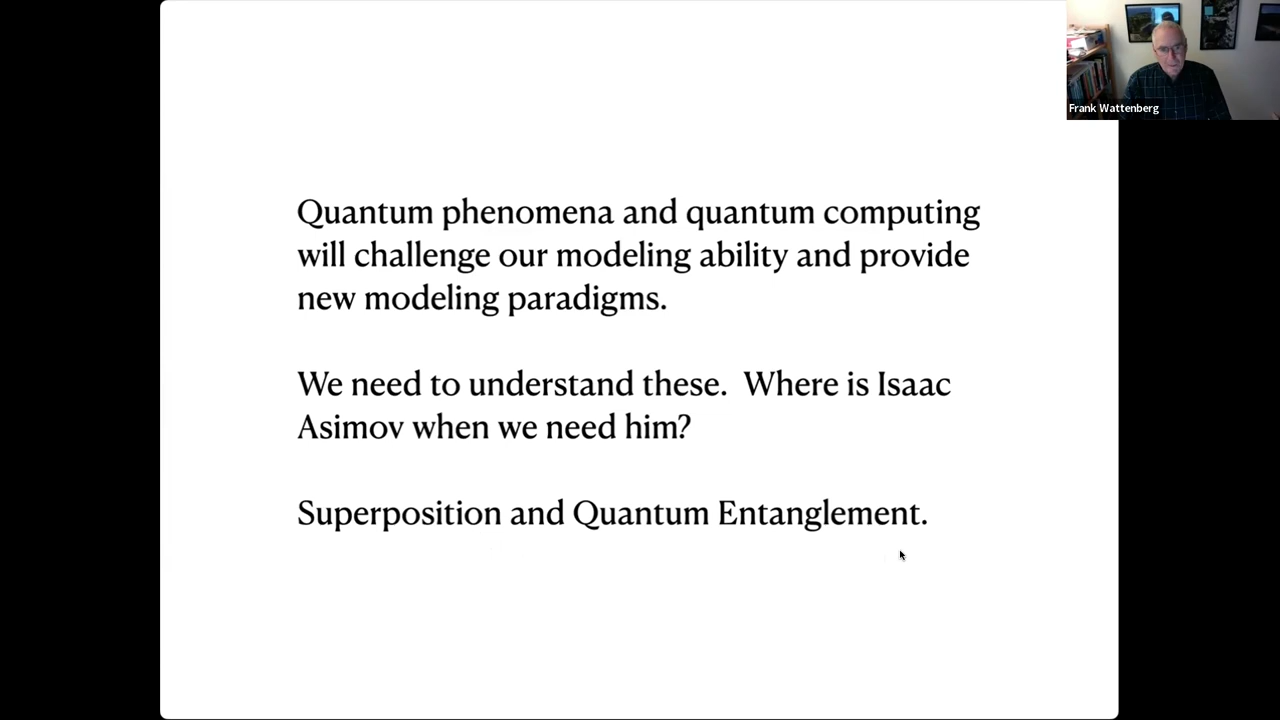 Frank Wattenberg
Quantum phenomena and quantum computing
will challenge our modeling ability and provide
new modeling paradigms.
We need to understand these.  Where is Isaac
Asimov when we need him?
Superposition and Quantum Entanglement.